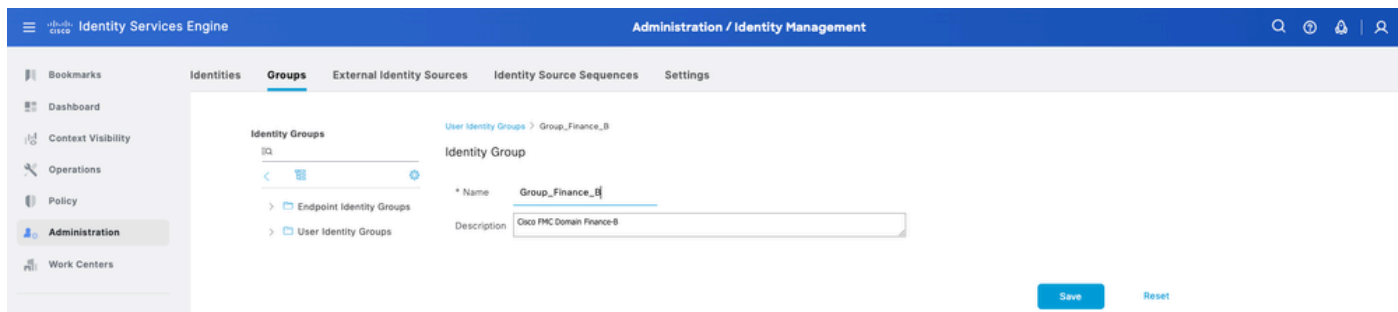 cisco Identity Services Engine
Administration / Identity Management
Bookmarks
Dashboard
Context Visibility
Operations
Policy
Administration
Work Centers
Identities Groups External Identity Sources Identity Source Sequences Settings
Identity Groups
Endpoint Identity Groups
User Identity Groups
User Identity Groups > Group_Finance_B
Identity Group
* Name Group_Finance_B
Description Cisco FMC Domain Finance-B
Save Reset